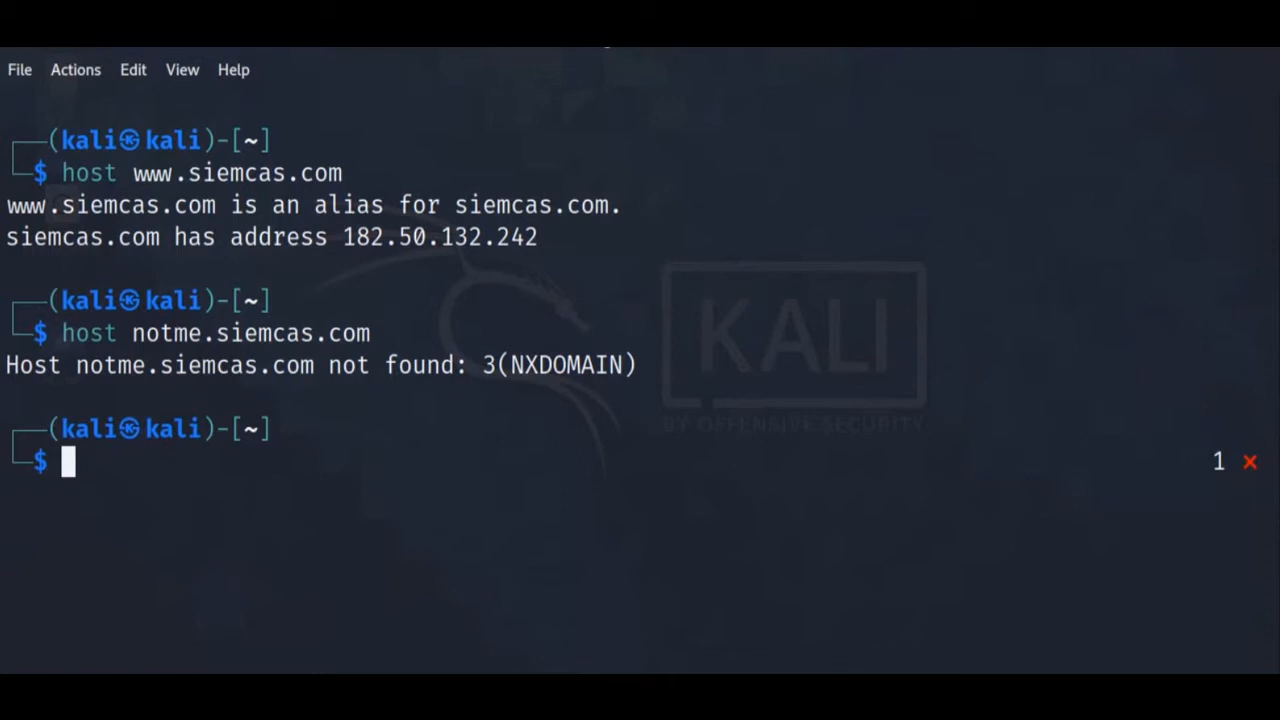 File Actions Edit View Help
(kali㉿kali)-[~]
$ host www.siemcas.com
www.siemcas.com is an alias for siemcas.com.
siemcas.com has address 182.50.132.242
(kali㉿kali)-[~]
$ host notme.siemcas.com
Host notme.siemcas.com not found: 3(NXDOMAIN)
(kali㉿kali)-[~]
$
1 ⨯
KALI
BY OFFENSIVE SECURITY